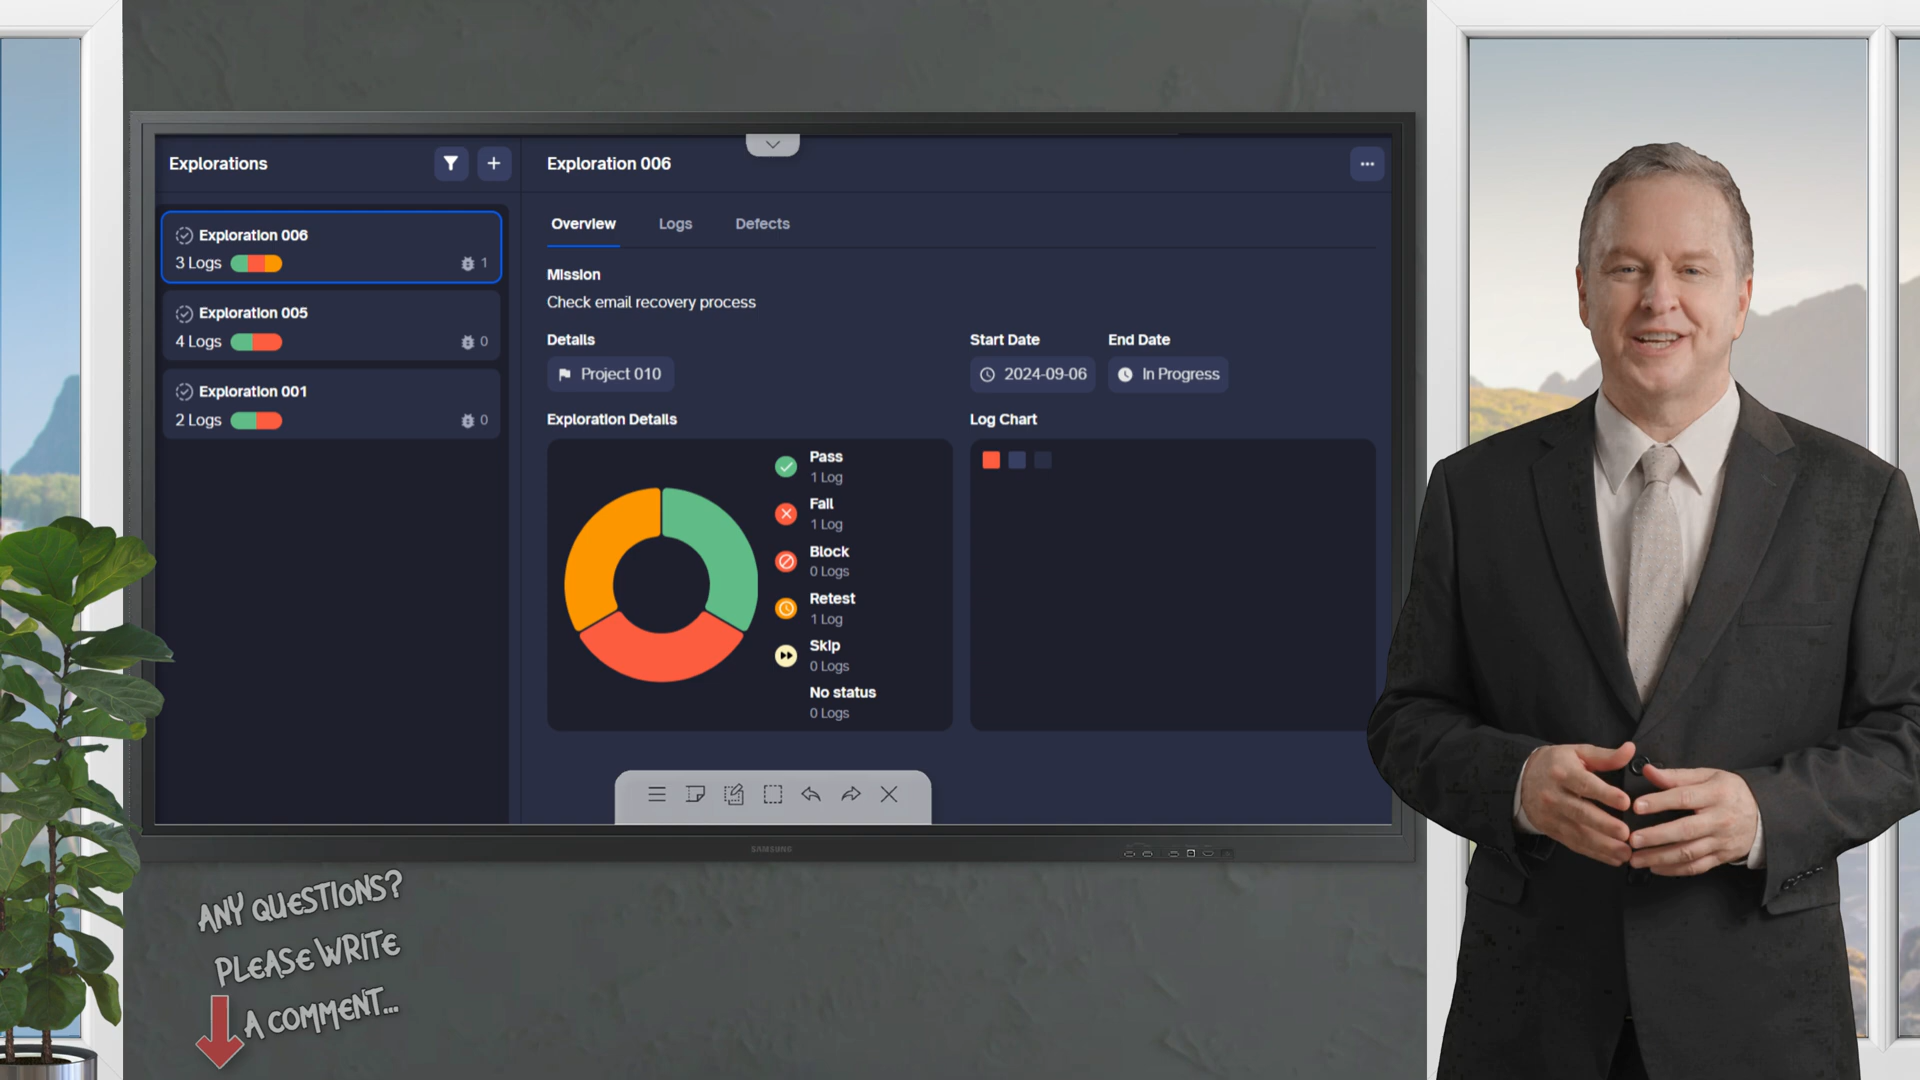 Explorations
Exploration 006
3 Logs
1
Exploration 005
4 Logs
0
Exploration 001
2 Logs
0
Exploration 006
Overview
Logs
Defects
Mission
Check email recovery process
Details
Project 010
Start Date
2024-09-06
End Date
In Progress
Exploration Details
Pass
1 Log
Fail
1 Log
Block
0 Logs
Retest
1 Log
Skip
0 Logs
No status
0 Logs
Log Chart
SAMSUNG
ANY QUESTIONS?
PLEASE WRITE
A COMMENT...